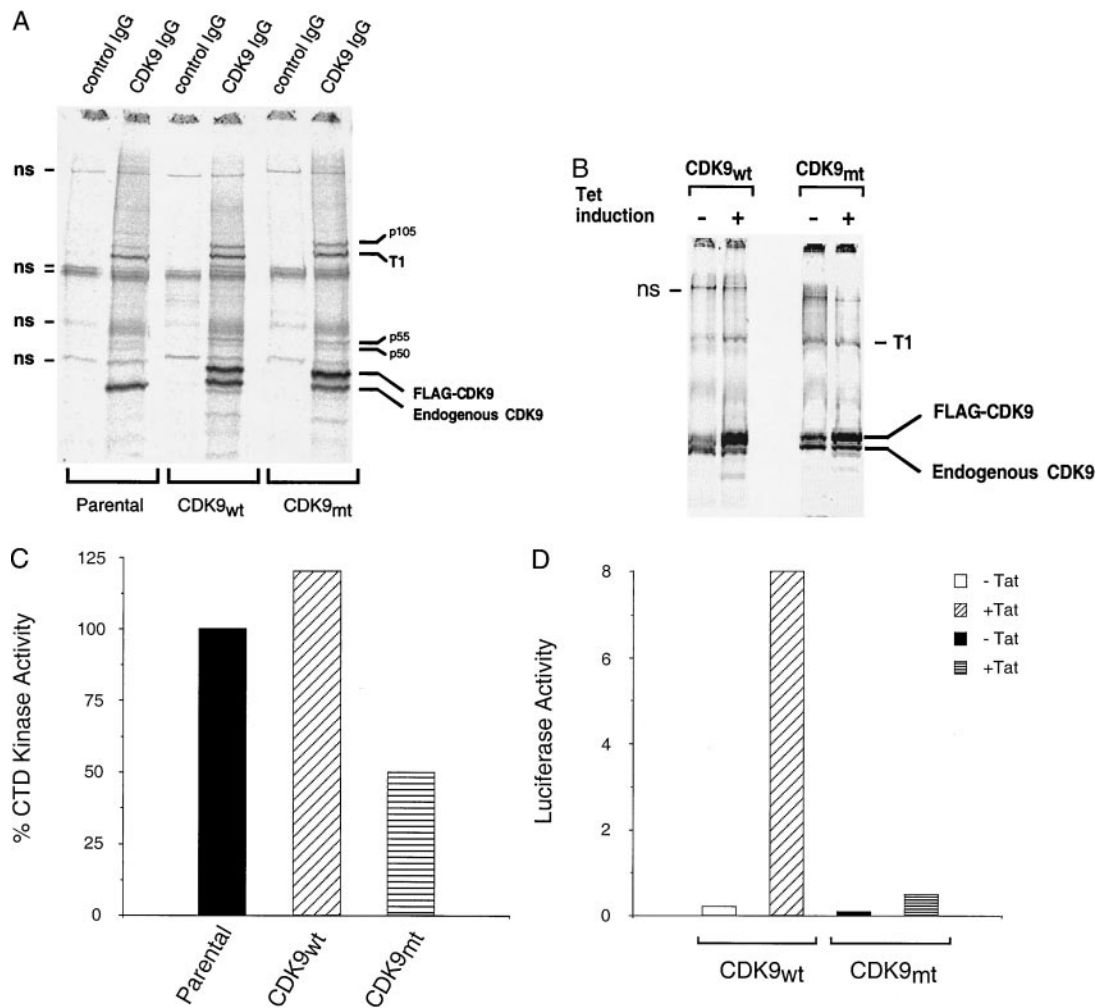 A
control IgG
CDK9 IgG
control IgG
CDK9 IgG
control IgG
CDK9 IgG
ns
ns
ns
ns
p105
T1
p55
p50
FLAG-CDK9
Endogenous CDK9
Parental
CDK9wt
CDK9mt
B
CDK9wt
CDK9mt
Tet
induction
- + - +
ns
T1
FLAG-CDK9
Endogenous CDK9
C
% CTD Kinase Activity
125
100
75
50
25
0
Parental
CDK9wt
CDK9mt
D
Luciferase Activity
8
6
4
2
0
- Tat
+Tat
- Tat
+Tat
CDK9wt
CDK9mt